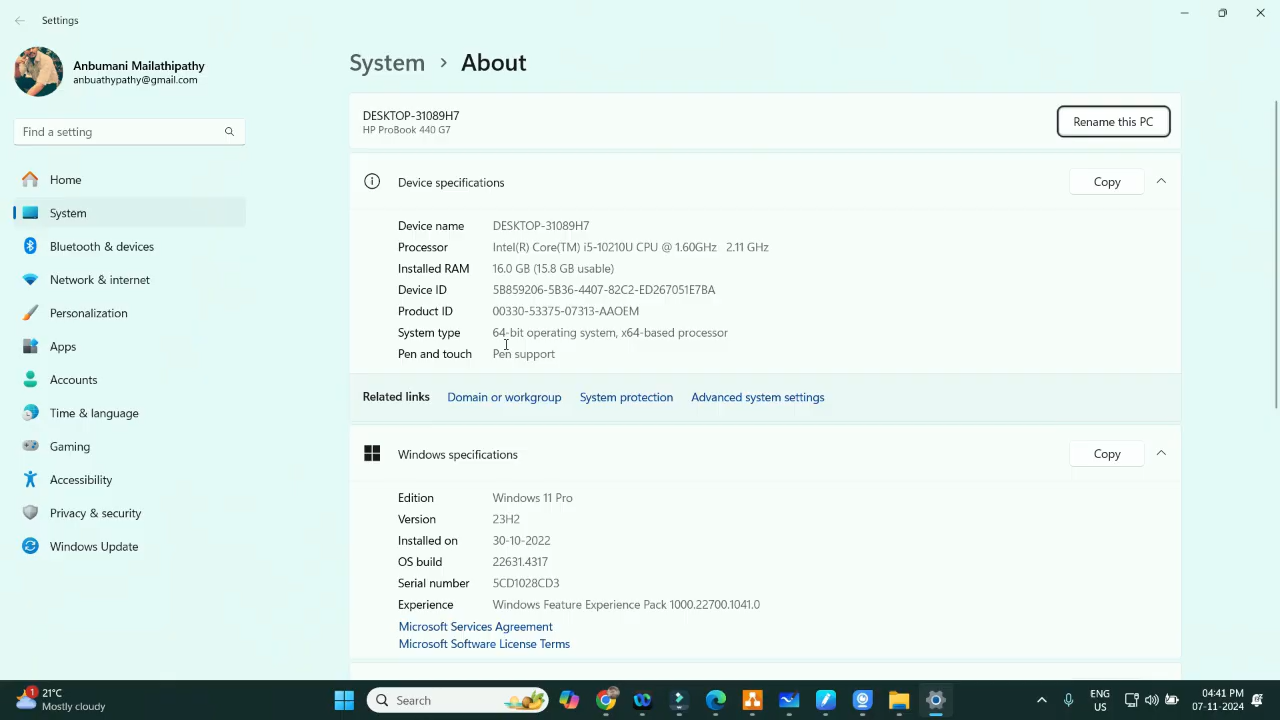 Settings
Anbumani Mailathipathy
anbuathypathy@gmail.com
Find a setting
Home
System
Bluetooth & devices
Network & internet
Personalization
Apps
Accounts
Time & language
Gaming
Accessibility
Privacy & security
Windows Update
System > About
DESKTOP-31089H7
HP ProBook 440 G7
Rename this PC
Device specifications
Copy
Device name DESKTOP-31089H7
Processor Intel(R) Core(TM) i5-10210U CPU @ 1.60GHz 2.11 GHz
Installed RAM 16.0 GB (15.8 GB usable)
Device ID 5B859206-5B36-4407-82C2-ED267051E7BA
Product ID 00330-53375-07313-AAOEM
System type 64-bit operating system, x64-based processor
Pen and touch Pen support
Related links Domain or workgroup System protection Advanced system settings
Windows specifications
Copy
Edition Windows 11 Pro
Version 23H2
Installed on 30-10-2022
OS build 22631.4317
Serial number 5CD1028CD3
Experience Windows Feature Experience Pack 1000.22700.1041.0
Microsoft Services Agreement
Microsoft Software License Terms
1
21°C
Mostly cloudy
Search
ENG
US
04:41 PM
07-11-2024